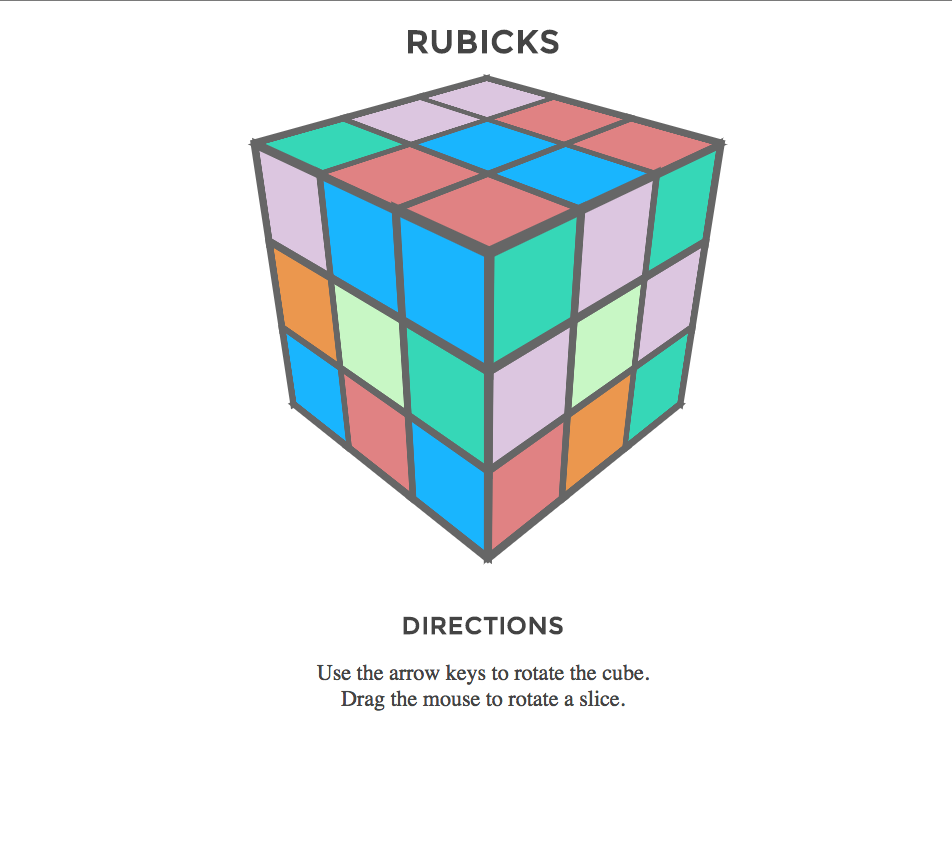 RUBICKS
DIRECTIONS
Use the arrow keys to rotate the cube.
Drag the mouse to rotate a slice.